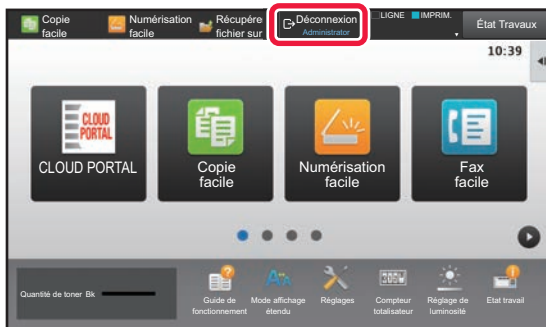 Copie
facile
Numérisation
facile
Récupére
fichier sur
Déconnexion
Administrator
LIGNE
IMPRIM.
État Travaux
10:39
CLOUD
PORTAL
CLOUD PORTAL
Copie
facile
Numérisation
facile
Fax
facile
Quantité de toner Bk
Guide de
fonctionnement
Mode affichage
étendu
Réglages
Compteur
totalisateur
Réglage de
luminosité
Etat travail